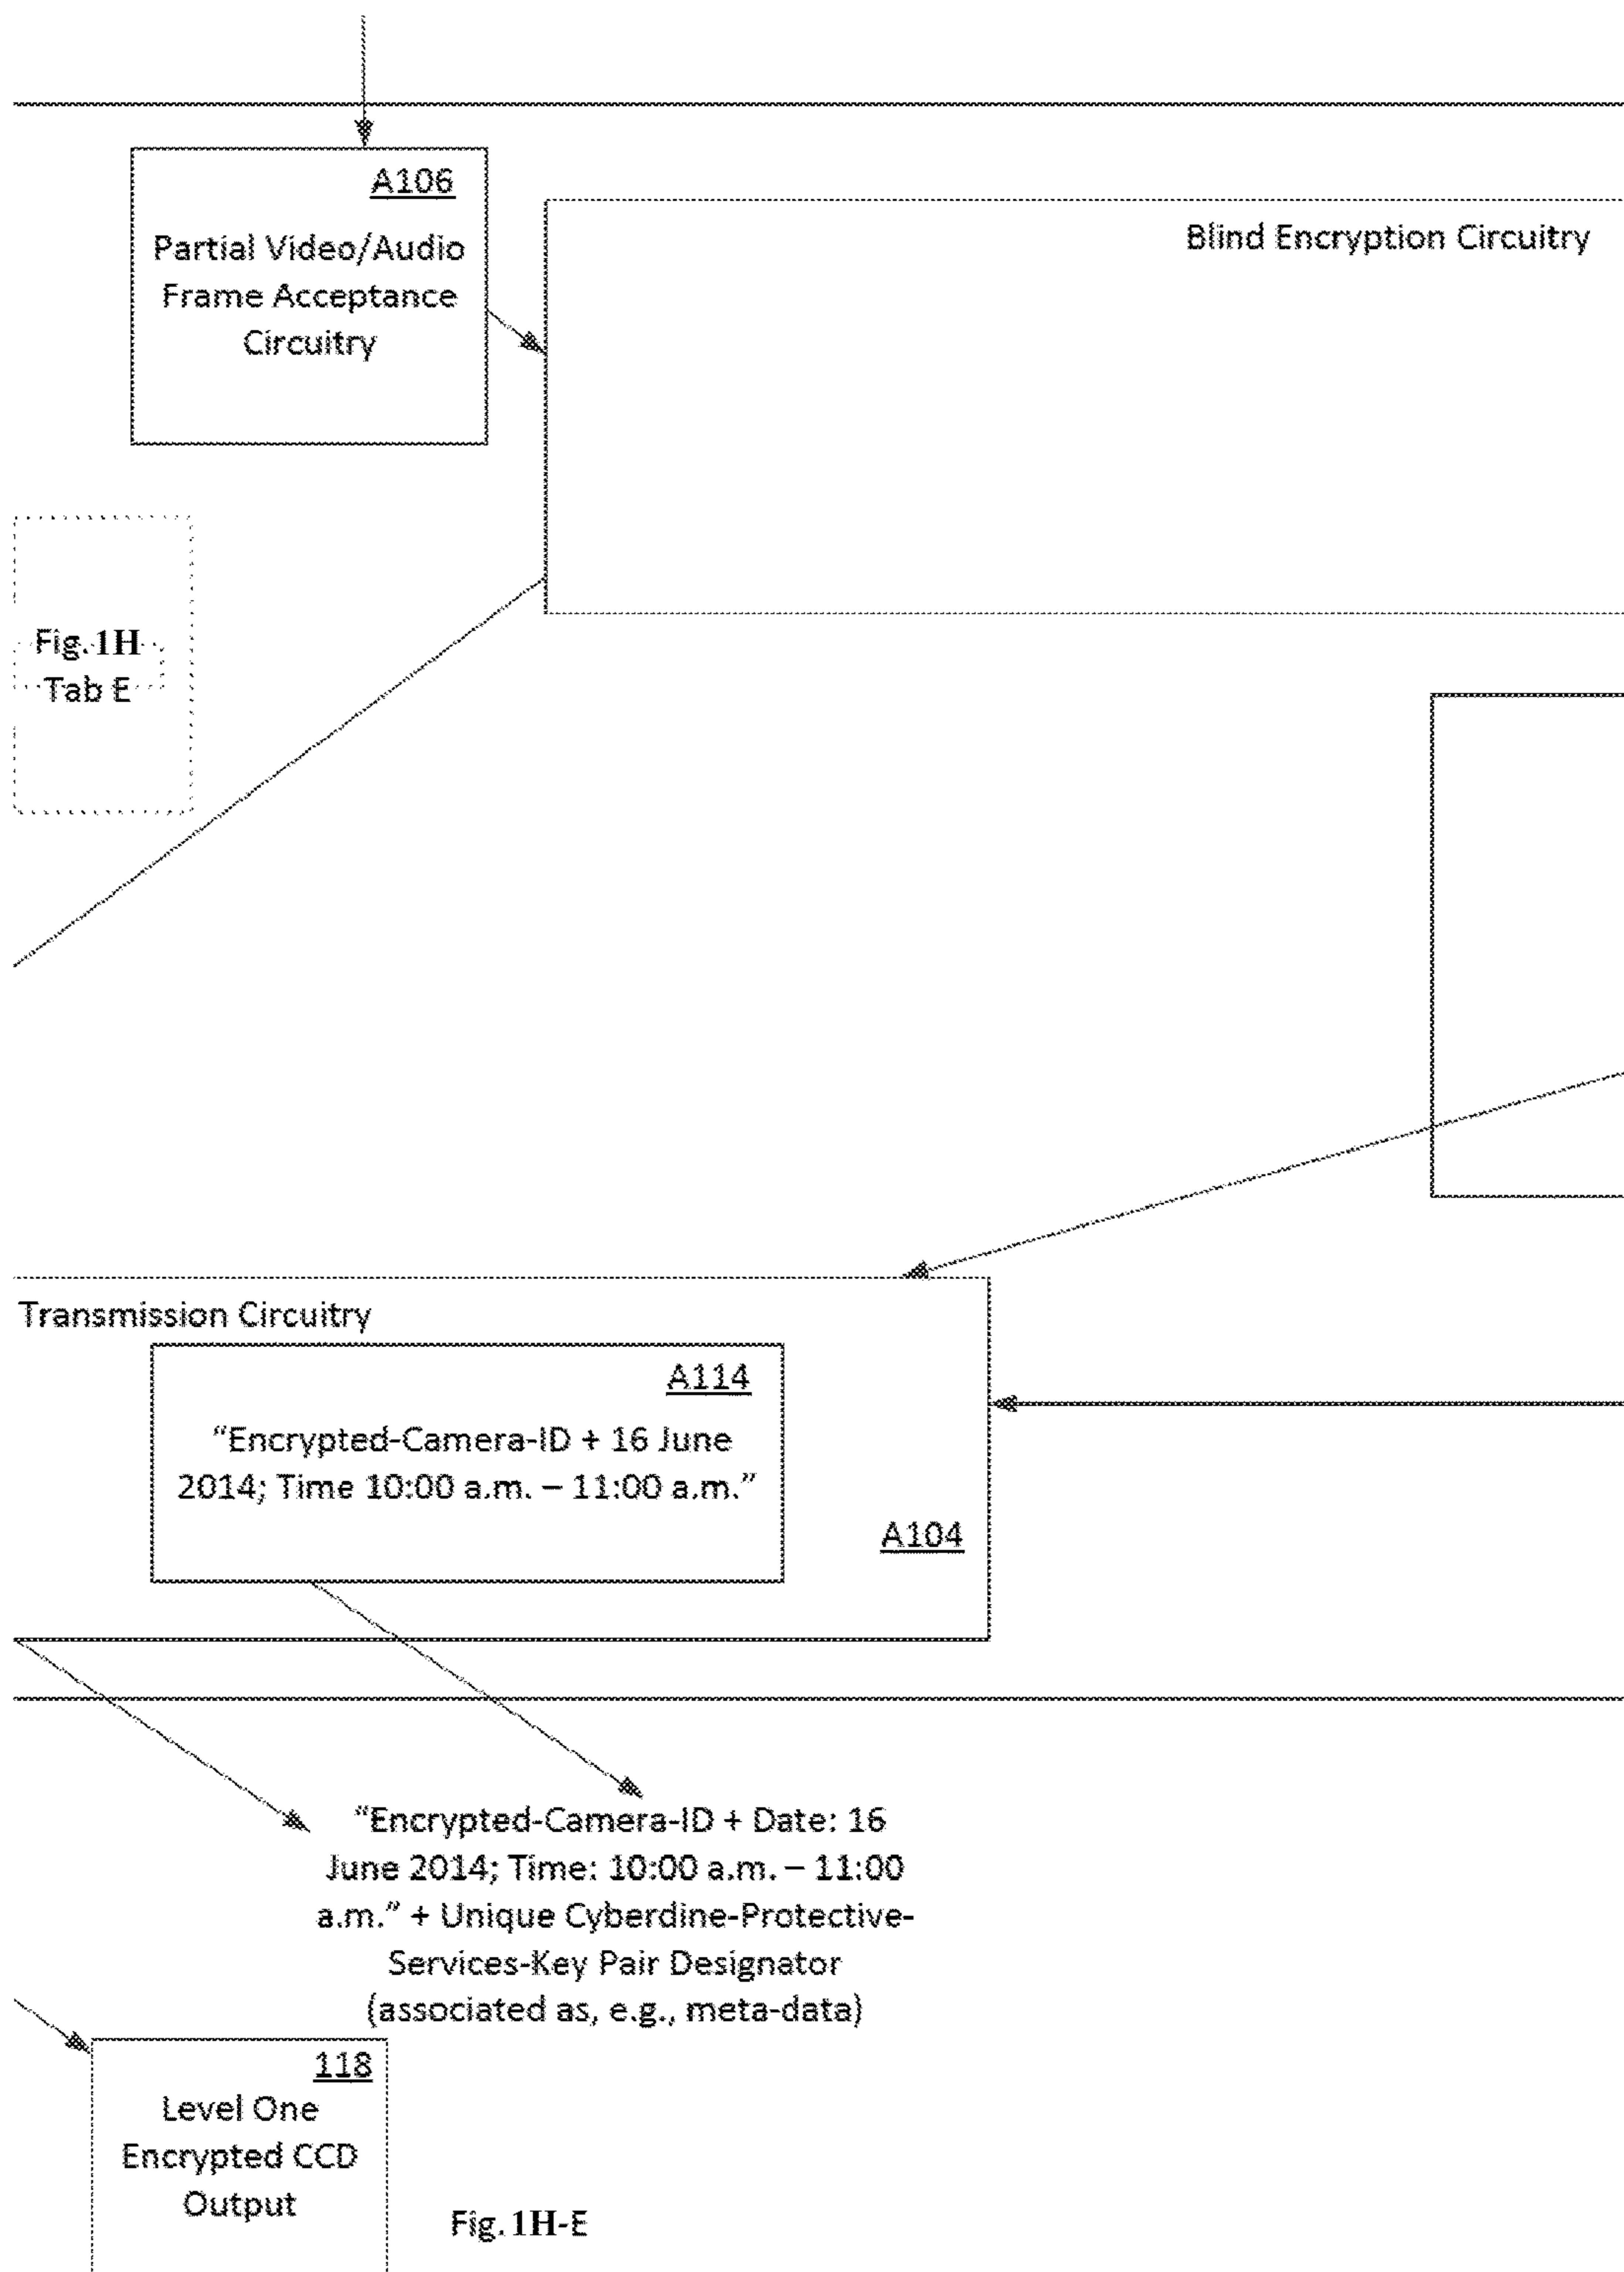 A106
Partial Video/Audio
Frame Acceptance
Circuitry
Blind Encryption Circuitry
Fig. 1H
Tab E
Transmission Circuitry
A114
“Encrypted-Camera-ID + 16 June
2014; Time 10:00 a.m. – 11:00 a.m.”
A104
“Encrypted-Camera-ID + Date: 16
June 2014; Time: 10:00 a.m. – 11:00
a.m.” + Unique Cyberdine-Protective-
Services-Key Pair Designator
(associated as, e.g., meta-data)
118
Level One
Encrypted CCD
Output
Fig. 1H-E